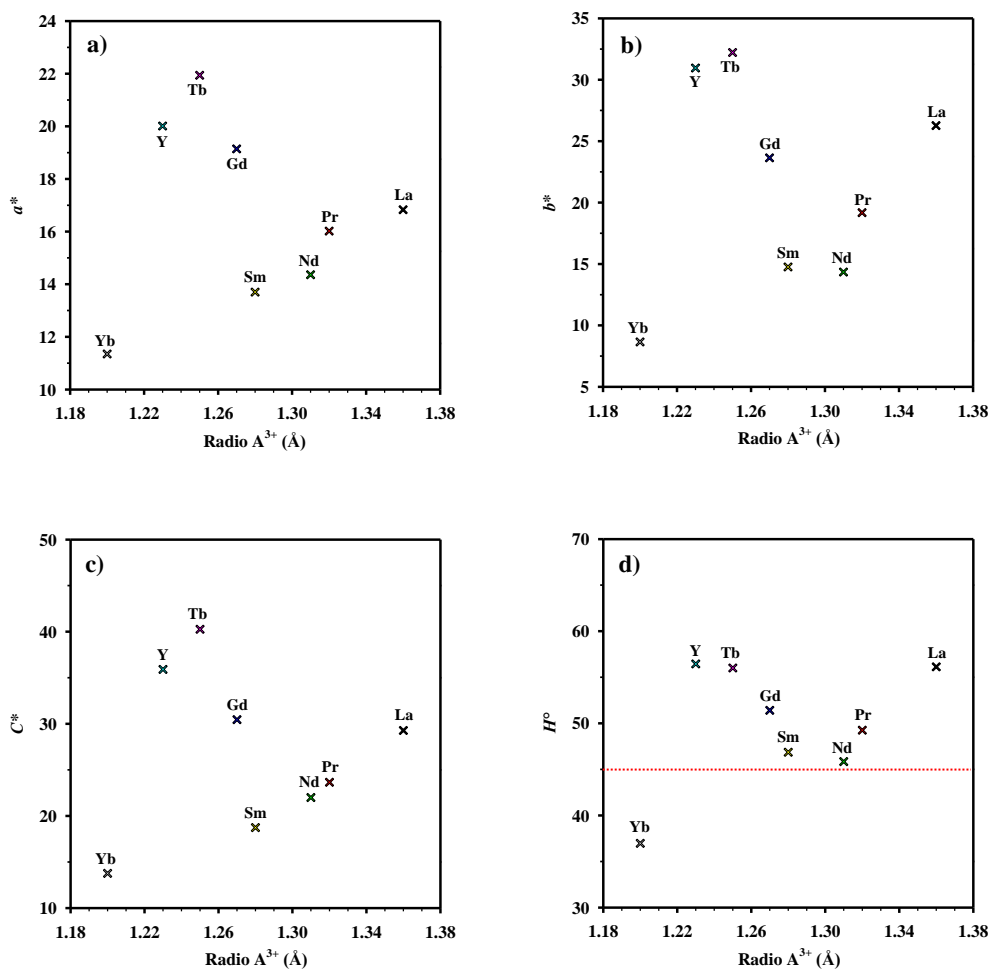 a)
24
22
20
18
16
14
12
10
a*
Tb
Y
Gd
La
Pr
Nd
Sm
Yb
1.18 1.22 1.26 1.30 1.34 1.38
Radio A³⁺ (Å)
b)
35
30
25
20
15
10
5
b*
Tb
Y
La
Gd
Pr
Sm
Nd
Yb
1.18 1.22 1.26 1.30 1.34 1.38
Radio A³⁺ (Å)
c)
50
40
30
20
10
C*
Tb
Y
Gd
La
Pr
Nd
Sm
Yb
1.18 1.22 1.26 1.30 1.34 1.38
Radio A³⁺ (Å)
d)
70
60
50
40
30
H°
Y
Tb
La
Gd
Pr
Sm
Nd
Yb
1.18 1.22 1.26 1.30 1.34 1.38
Radio A³⁺ (Å)